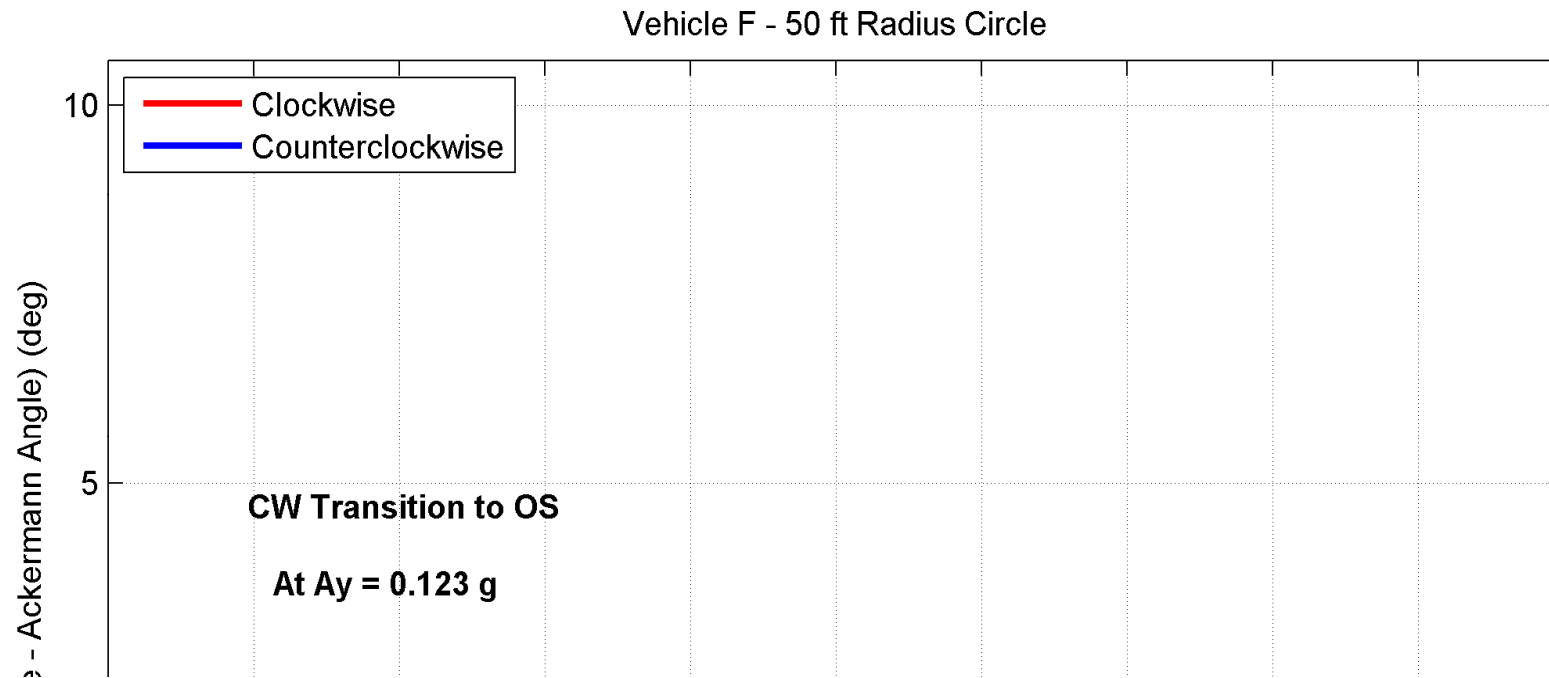 Vehicle F - 50 ft Radius Circle
Clockwise
Counterclockwise
10
5
- Ackermann Angle) (deg)
CW Transition to OS
At Ay = 0.123 g